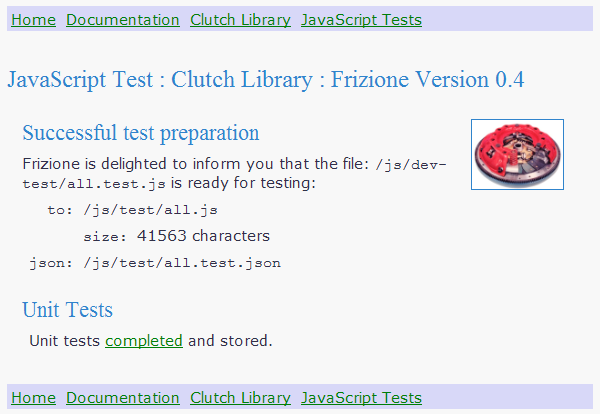 Home Documentation Clutch Library JavaScript Tests
JavaScript Test : Clutch Library : Frizione Version 0.4
Successful test preparation
Frizione is delighted to inform you that the file: /js/dev-
test/all.test.js is ready for testing:
to: /js/test/all.js
size: 41563 characters
json: /js/test/all.test.json
Unit Tests
Unit tests completed and stored.
Home Documentation Clutch Library JavaScript Tests